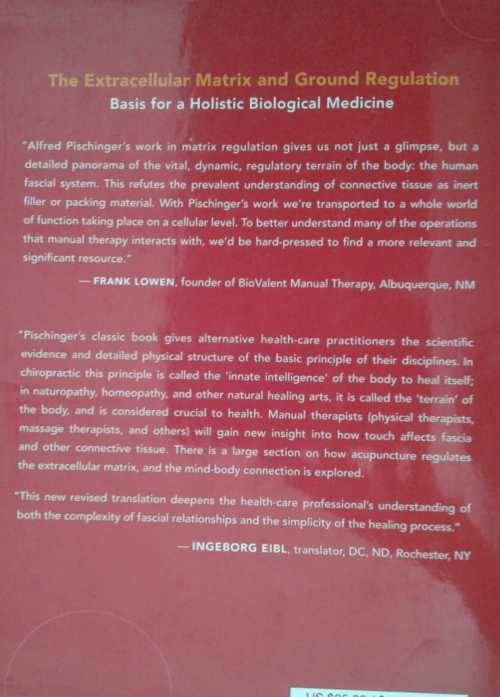 The Extracellular Matrix and Ground Regulation
Basis for a Holistic Biological Medicine
"Alfred Pischinger's work in matrix regulation gives us not just a glimpse, but a
detailed panorama of the vital, dynamic, regulatory terrain of the body: the human
fascial system. This refutes the prevalent understanding of connective tissue as inert
filler or packing material. With Pischinger's work we're transported to a whole world
of function taking place on a cellular level. To better understand many of the operations
that manual therapy interacts with, we'd be hard-pressed to find a more relevant and
significant resource."
— FRANK LOWEN, founder of BioValent Manual Therapy, Albuquerque, NM
"Pischinger's classic book gives alternative health-care practitioners the scientific
evidence and detailed physical structure of the basic principle of their disciplines. In
chiropractic this principle is called the 'innate intelligence' of the body to heal itself;
in naturopathy, homeopathy, and other natural healing arts, it is called the 'terrain' of
the body, and is considered crucial to health. Manual therapists (physical therapists,
massage therapists, and others) will gain new insight into how touch affects fascia
and other connective tissue. There is a large section on how acupuncture regulates
the extracellular matrix, and the mind-body connection is explored.
"This new revised translation deepens the health-care professional's understanding of
both the complexity of fascial relationships and the simplicity of the healing process."
— INGEBORG EIBL, translator, DC, ND, Rochester, NY